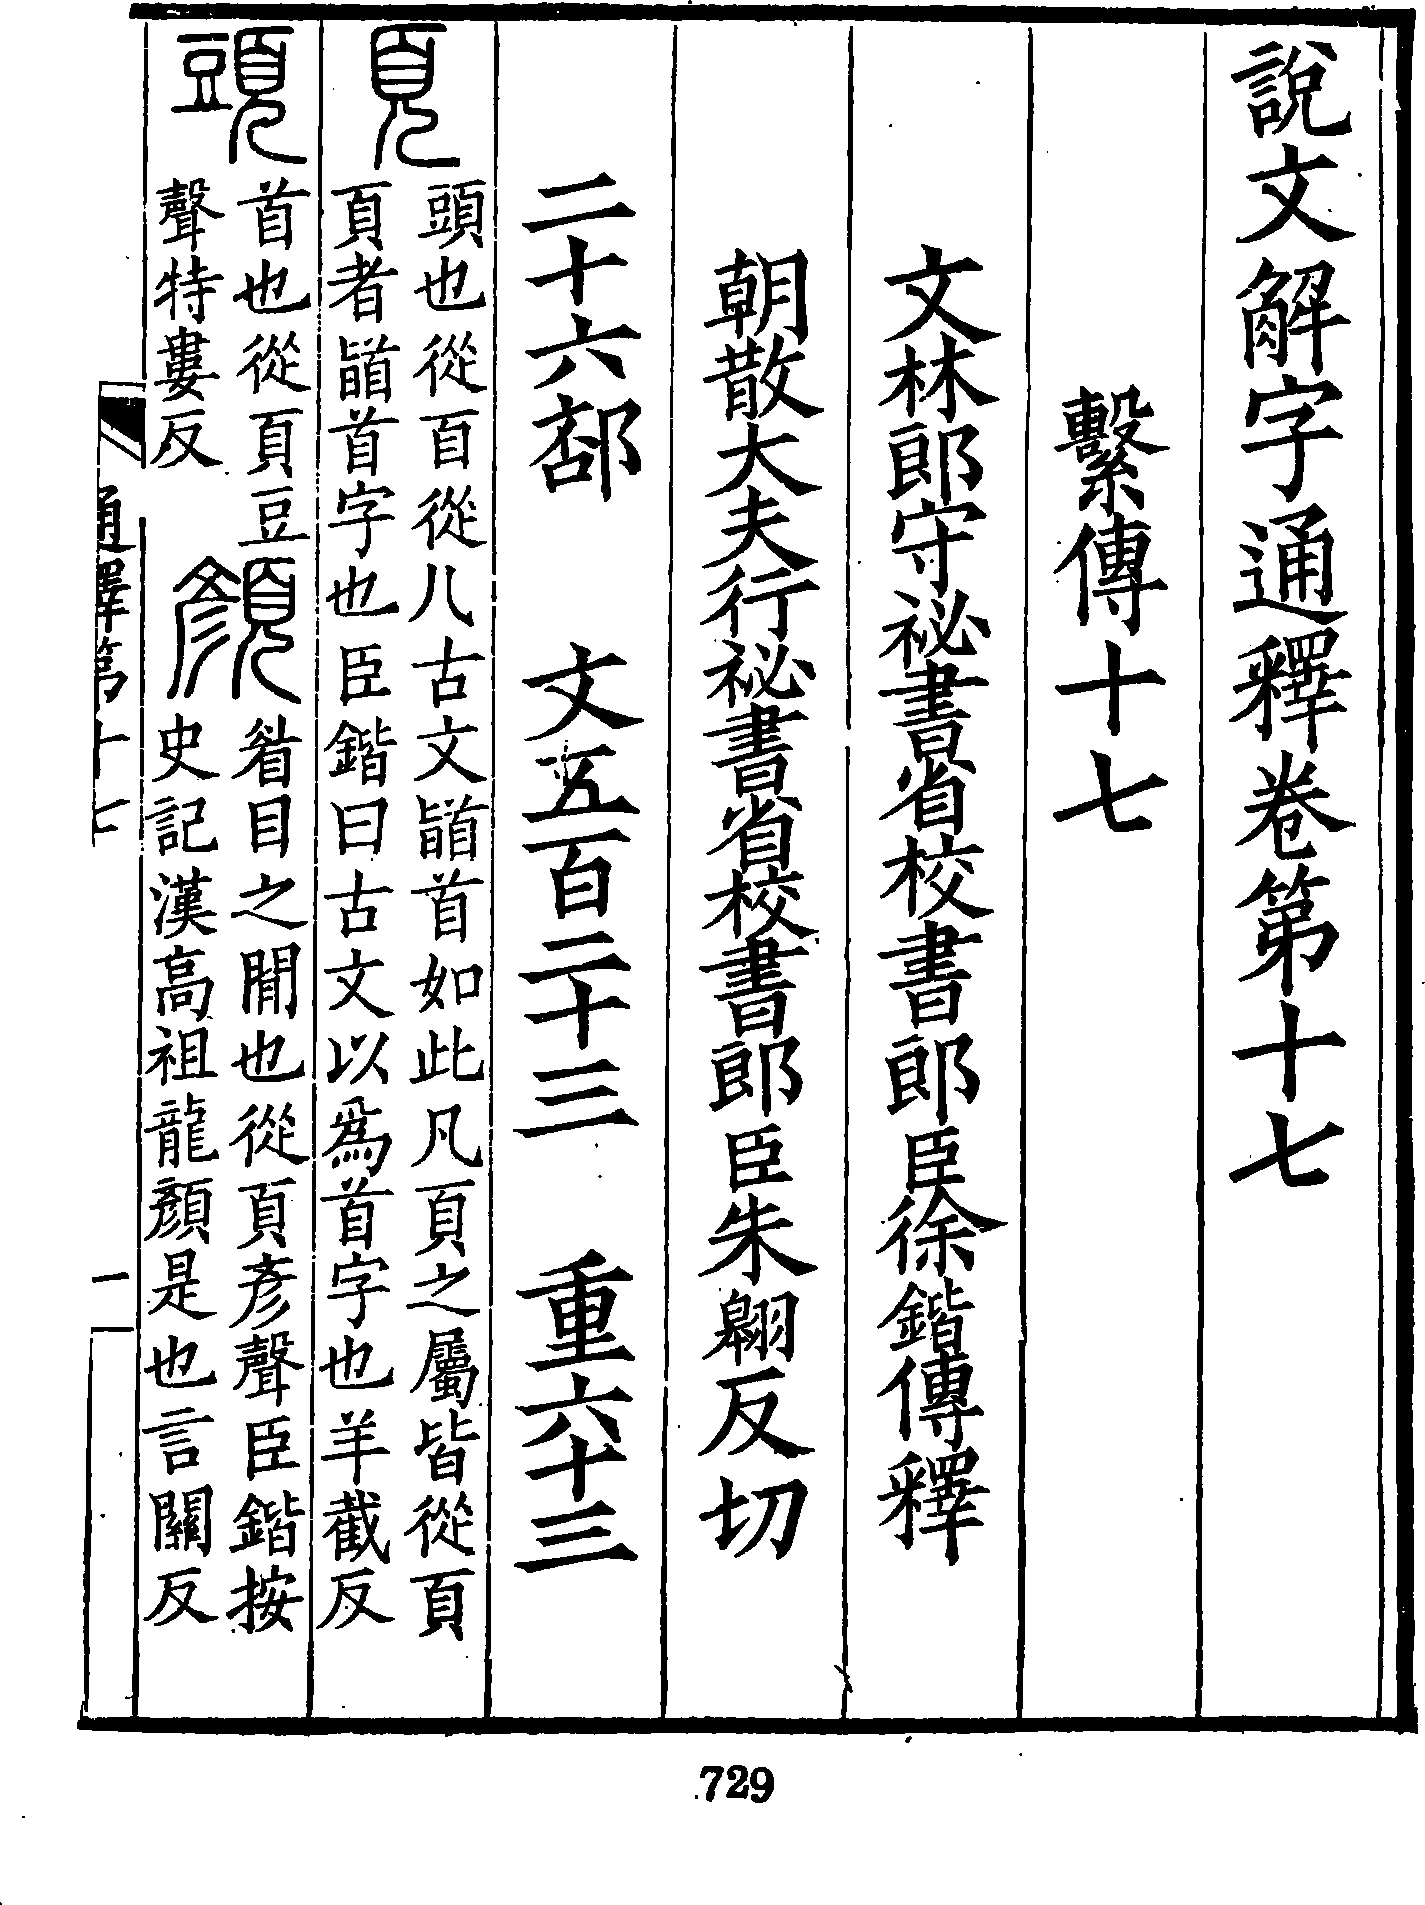 說文解字通釋卷第十七
繫傳十七
文林郎守祕書省校書郎臣徐鍇傳釋
朝散大夫行祕書省校書郎臣朱翱反切
二十六部 文五百二十三 重六十三
頁
頭也從𦣻從八古文䭫首如此凡頁之屬皆從頁
頁者䭫首字也臣鍇曰古文以爲首字也羊截反
頭
首也從頁豆
聲特婁反
顏
眉目之閒也從頁彥聲臣鍇按
史記漢高祖龍顏是也言關反
通釋第十七
一
729